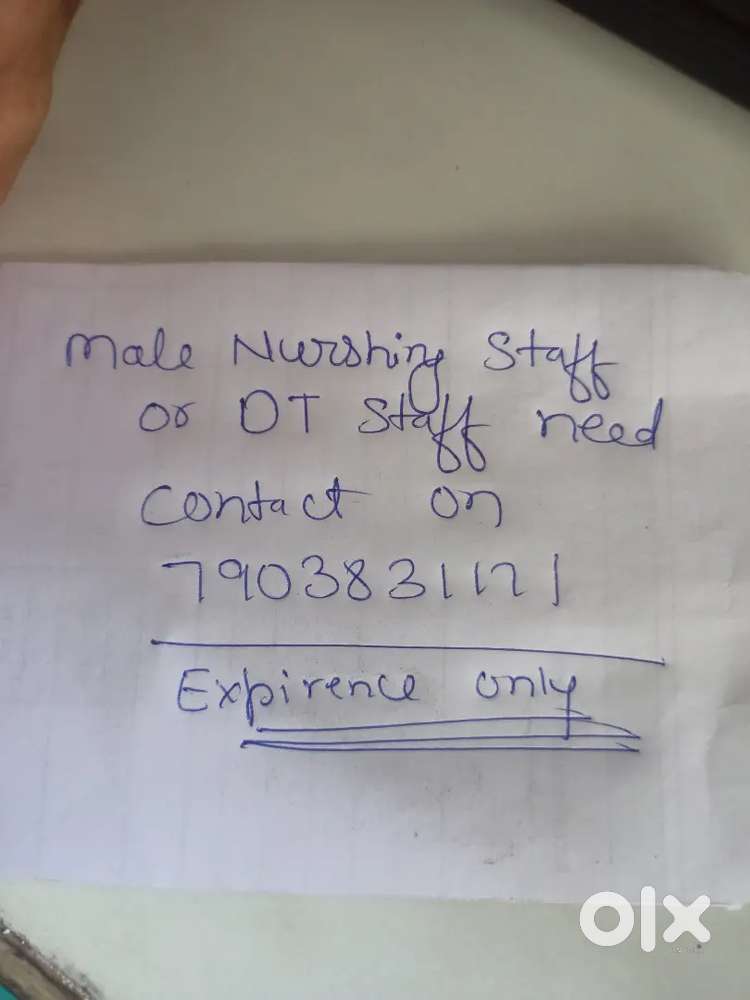 Male Nurshing Staff
or OT Staff need
Contact on
7903831121
Expirence only
olx